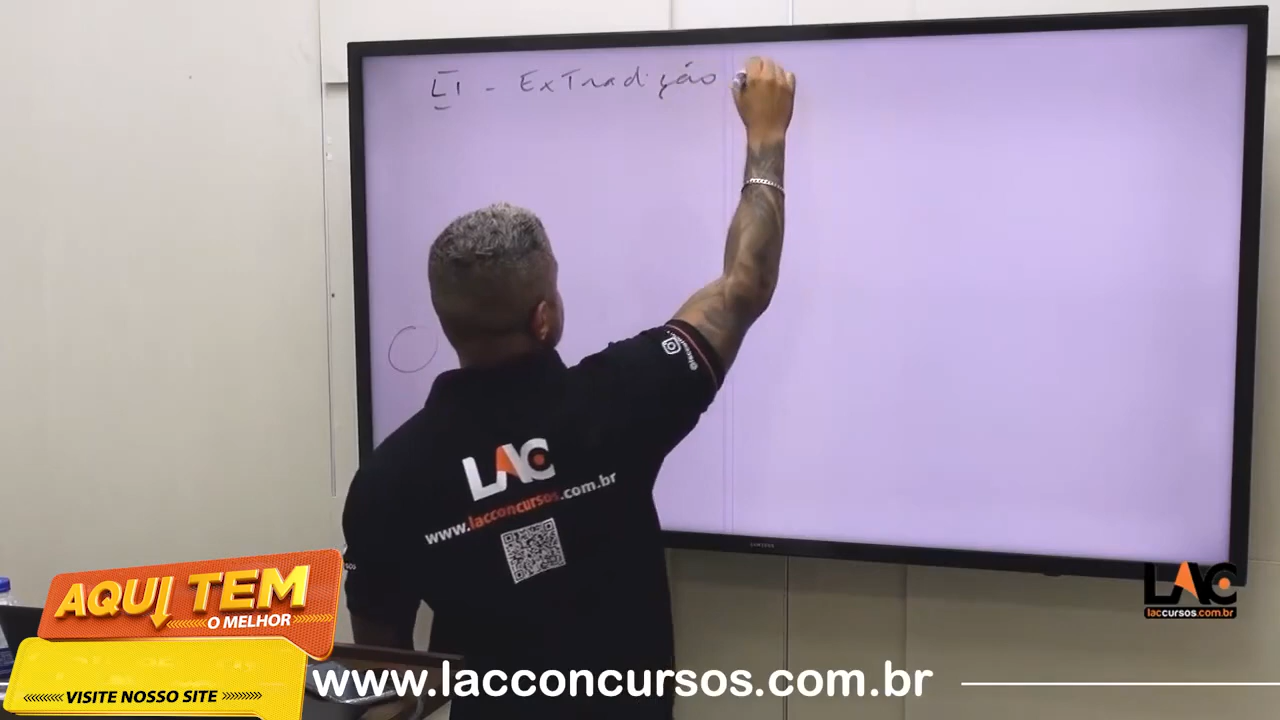 LI - Extradição
LAC
www.lacconcursos.com.br
AQUI TEM
O MELHOR
VISITE NOSSO SITE
www.lacconcursos.com.br
LAC
laccursos.com.br
SAMSUNG